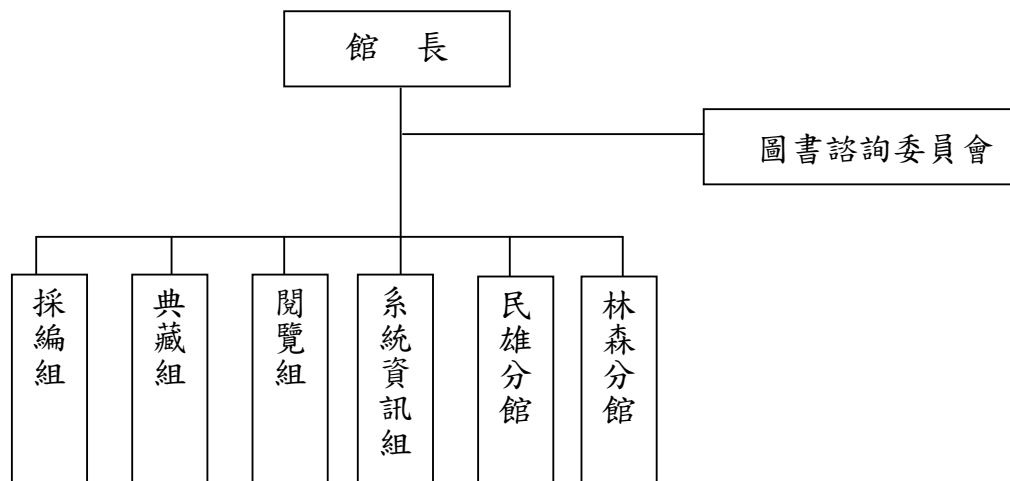 館 長
圖書諮詢委員會
採編組
典藏組
閱覽組
系統資訊組
民雄分館
林森分館